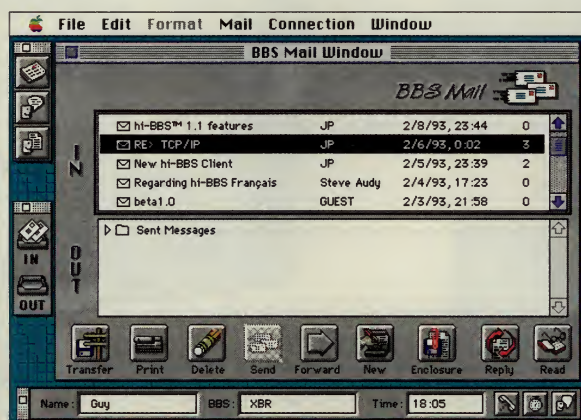 File Edit Format Mail Connection Window
BBS Mail Window
BBS Mail
IN
hi-BBS™ 1.1 features JP 2/8/93, 23:44 0
RE> TCP/IP JP 2/6/93, 0:02 3
New hi-BBS Client JP 2/5/93, 23:39 2
Regarding hi-BBS Français Steve Audy 2/4/93, 17:23 0
beta1.0 GUEST 2/3/93, 21:58 0
IN
OUT
OUT
Sent Messages
Transfer Print Delete Send Forward New Enclosure Reply Read
Name: Guy BBS: XBR Time: 18:05